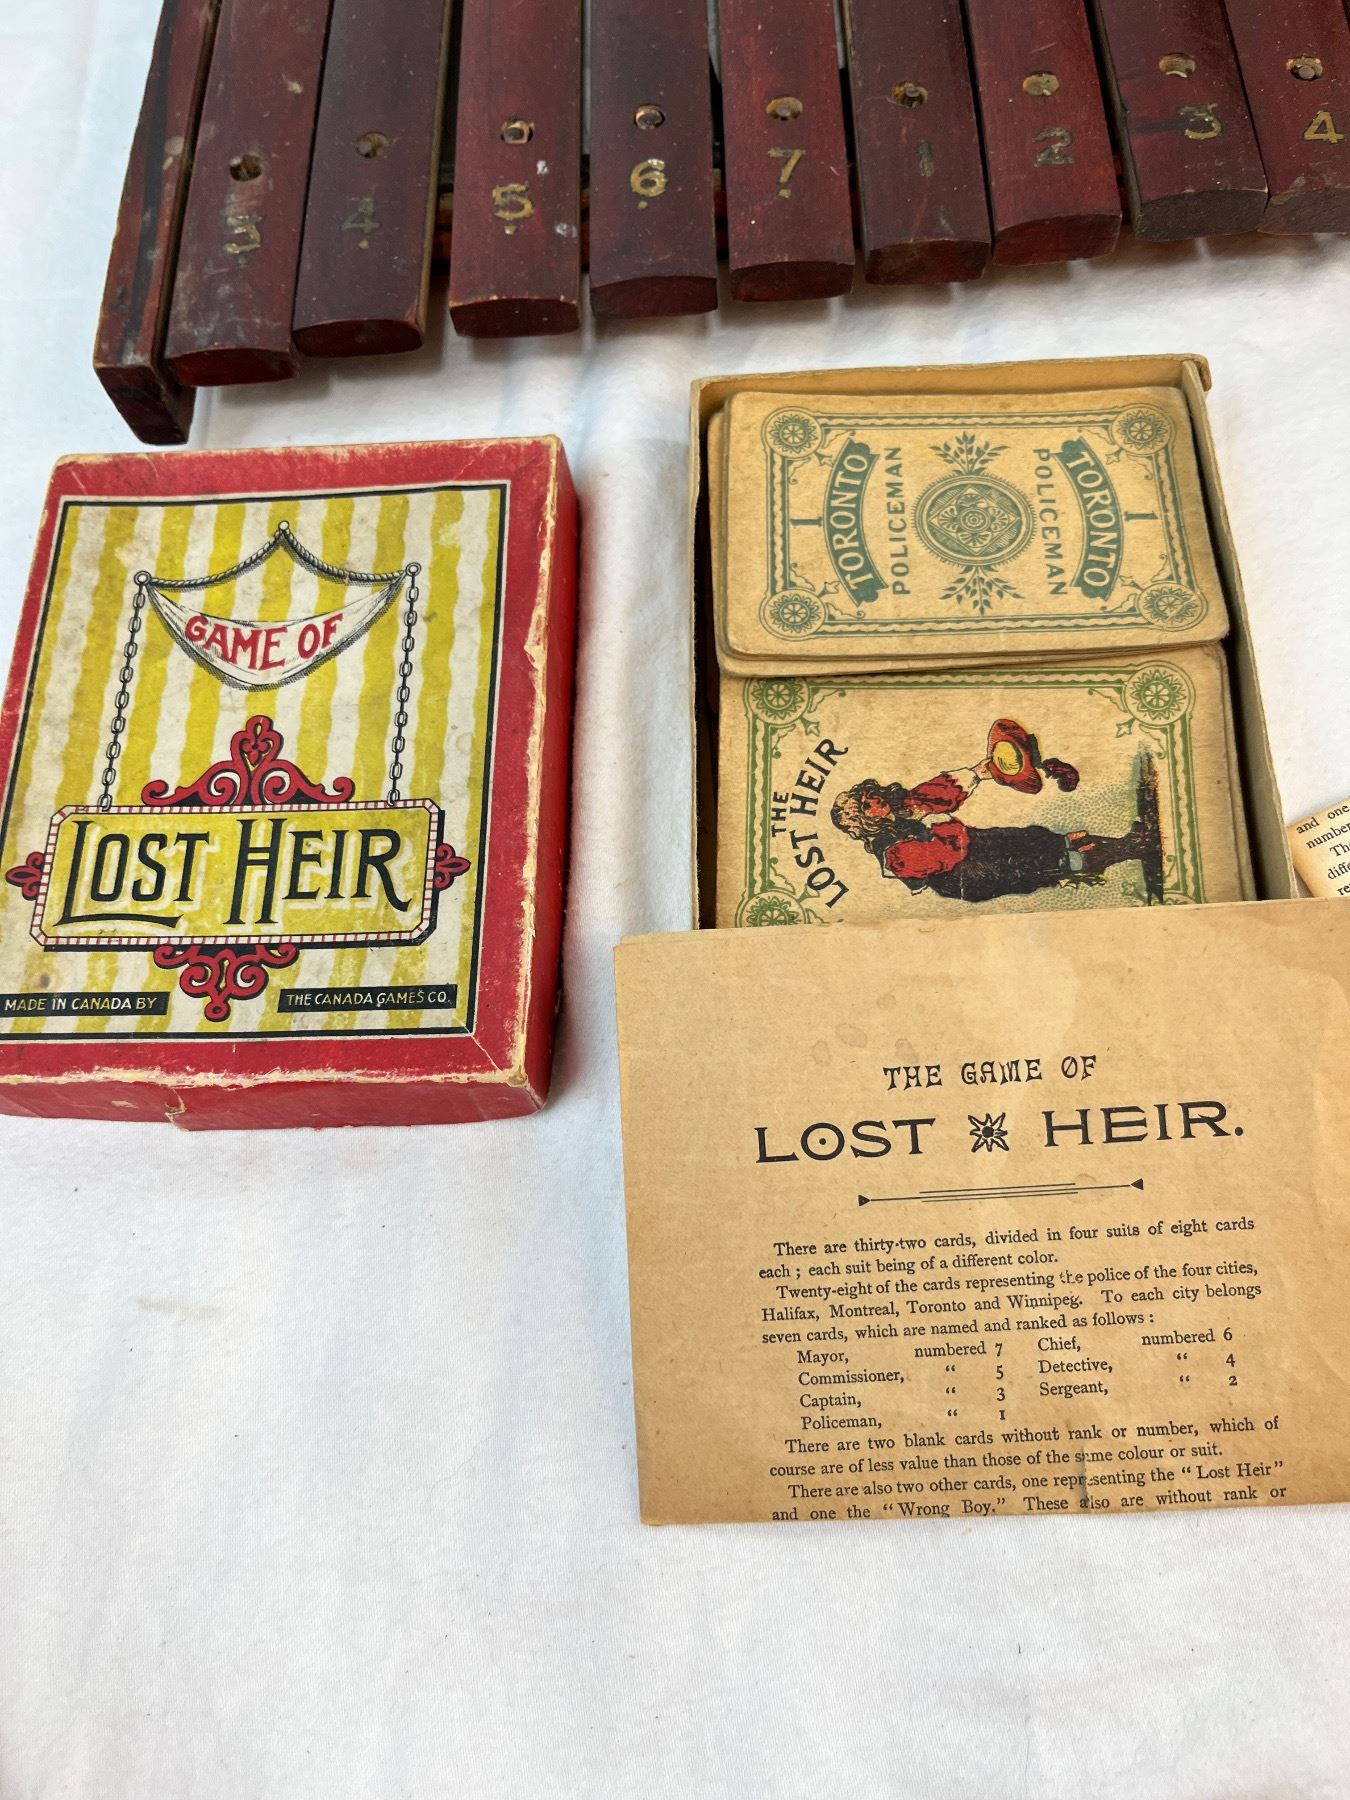 3 4 5 6 7 1 2 3 4
GAME OF
LOST HEIR
MADE IN CANADA BY
THE CANADA GAMES CO.
1
TORONTO
POLICEMAN
POLICEMAN
TORONTO
1
THE
LOST HEIR
and one
number
Th
diffe
re
THE GAME OF
LOST HEIR.
There are thirty-two cards, divided in four suits of eight cards
each ; each suit being of a different color.
Twenty-eight of the cards representing the police of the four cities,
Halifax, Montreal, Toronto and Winnipeg. To each city belongs
seven cards, which are named and ranked as follows :
Mayor, numbered 7 Chief, numbered 6
Commissioner, “ 5 Detective, “ 4
Captain, “ 3 Sergeant, “ 2
Policeman, “ 1
There are two blank cards without rank or number, which of
course are of less value than those of the same colour or suit.
There are also two other cards, one representing the “ Lost Heir”
and one the “Wrong Boy.” These also are without rank or